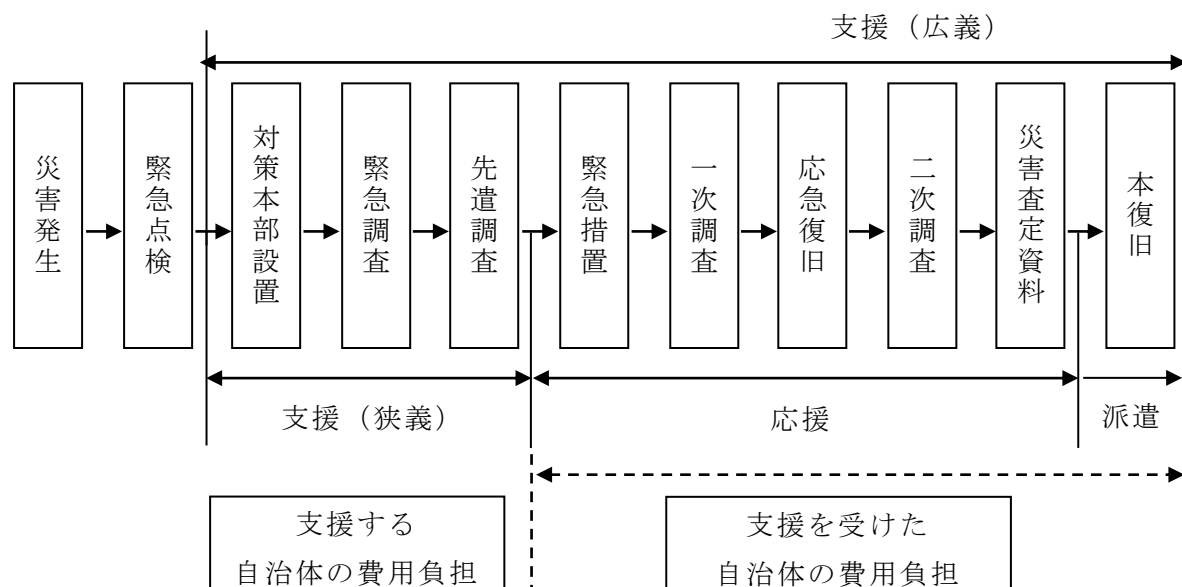 支援（広義）
災害発生
緊急点検
対策本部設置
緊急調査
先遣調査
緊急措置
一次調査
応急復旧
二次調査
災害査定資料
本復旧
支援（狭義）
応援
派遣
支援する
自治体の費用負担
支援を受けた
自治体の費用負担